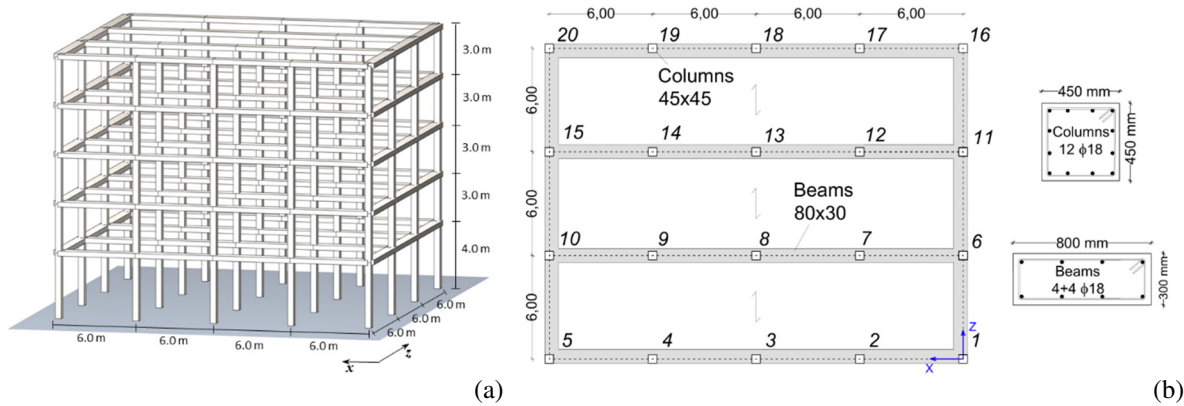 3.0 m
3.0 m
3.0 m
3.0 m
4.0 m
6.0 m
6.0 m
6.0 m
6.0 m
6.0 m
6.0 m
6.0 m
x
z
(a)
6,00
6,00
6,00
6,00
20 19 18 17 16
Columns
45x45
6,00
15 14 13 12 11
Beams
80x30
6,00
10 9 8 7 6
6,00
5 4 3 2 1
Z
X
450 mm
Columns
12 ϕ18
450 mm
800 mm
Beams
4+4 ϕ18
300 mm
(b)